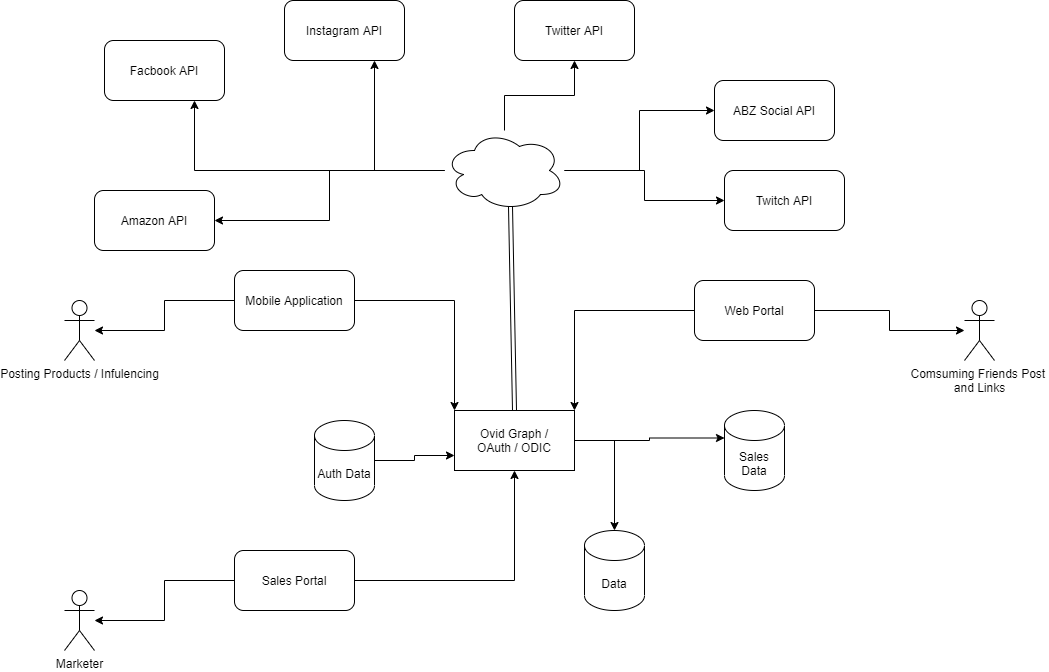 Instagram API
Twitter API
Facbook API
ABZ Social API
Twitch API
Amazon API
Mobile Application
Web Portal
Posting Products / Infulencing
Comsuming Friends Post
and Links
Ovid Graph /
OAuth / ODIC
Auth Data
Sales
Data
Data
Sales Portal
Marketer